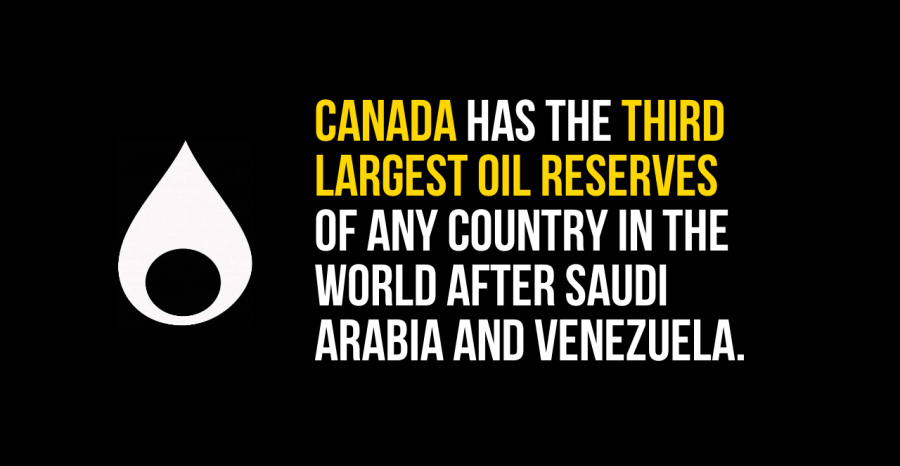 CANADA HAS THE THIRD
LARGEST OIL RESERVES
OF ANY COUNTRY IN THE
WORLD AFTER SAUDI
ARABIA AND VENEZUELA.